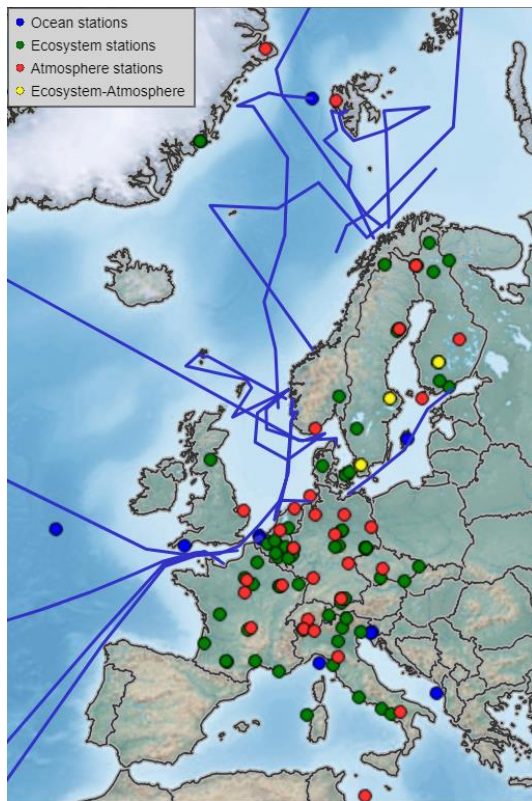 Ocean stations
Ecosystem stations
Atmosphere stations
Ecosystem-Atmosphere